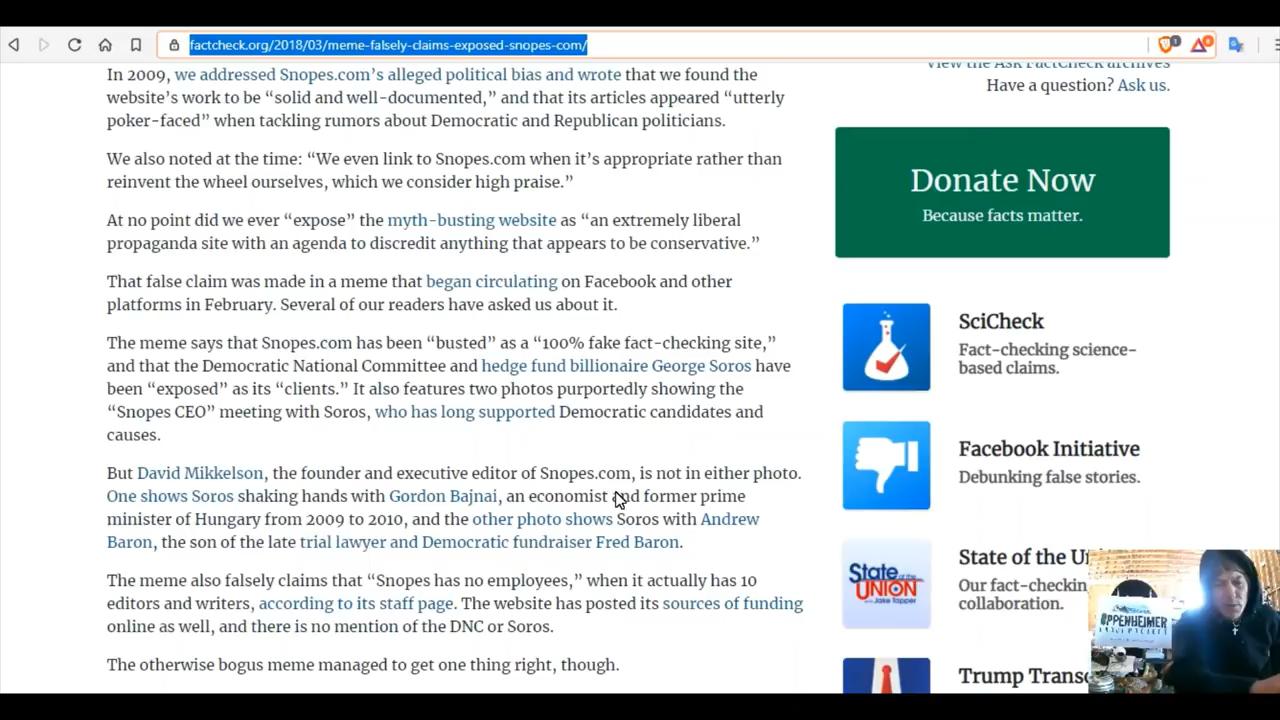 factcheck.org/2018/03/meme-falsely-claims-exposed-snopes-com/
1
In 2009, we addressed Snopes.com’s alleged political bias and wrote that we found the
website’s work to be “solid and well-documented,” and that its articles appeared “utterly
poker-faced” when tackling rumors about Democratic and Republican politicians.
We also noted at the time: “We even link to Snopes.com when it’s appropriate rather than
reinvent the wheel ourselves, which we consider high praise.”
At no point did we ever “expose” the myth-busting website as “an extremely liberal
propaganda site with an agenda to discredit anything that appears to be conservative.”
That false claim was made in a meme that began circulating on Facebook and other
platforms in February. Several of our readers have asked us about it.
The meme says that Snopes.com has been “busted” as a “100% fake fact-checking site,”
and that the Democratic National Committee and hedge fund billionaire George Soros have
been “exposed” as its “clients.” It also features two photos purportedly showing the
“Snopes CEO” meeting with Soros, who has long supported Democratic candidates and
causes.
But David Mikkelson, the founder and executive editor of Snopes.com, is not in either photo.
One shows Soros shaking hands with Gordon Bajnai, an economist and former prime
minister of Hungary from 2009 to 2010, and the other photo shows Soros with Andrew
Baron, the son of the late trial lawyer and Democratic fundraiser Fred Baron.
The meme also falsely claims that “Snopes has no employees,” when it actually has 10
editors and writers, according to its staff page. The website has posted its sources of funding
online as well, and there is no mention of the DNC or Soros.
The otherwise bogus meme managed to get one thing right, though.
View the Ask FactCheck archives
Have a question? Ask us.
Donate Now
Because facts matter.
SciCheck
Fact-checking science-
based claims.
Facebook Initiative
Debunking false stories.
State of the
UNION
with Jake Tapper
State of the Un
Our fact-checkin
collaboration.
Trump Trans
OPPENHEIMER